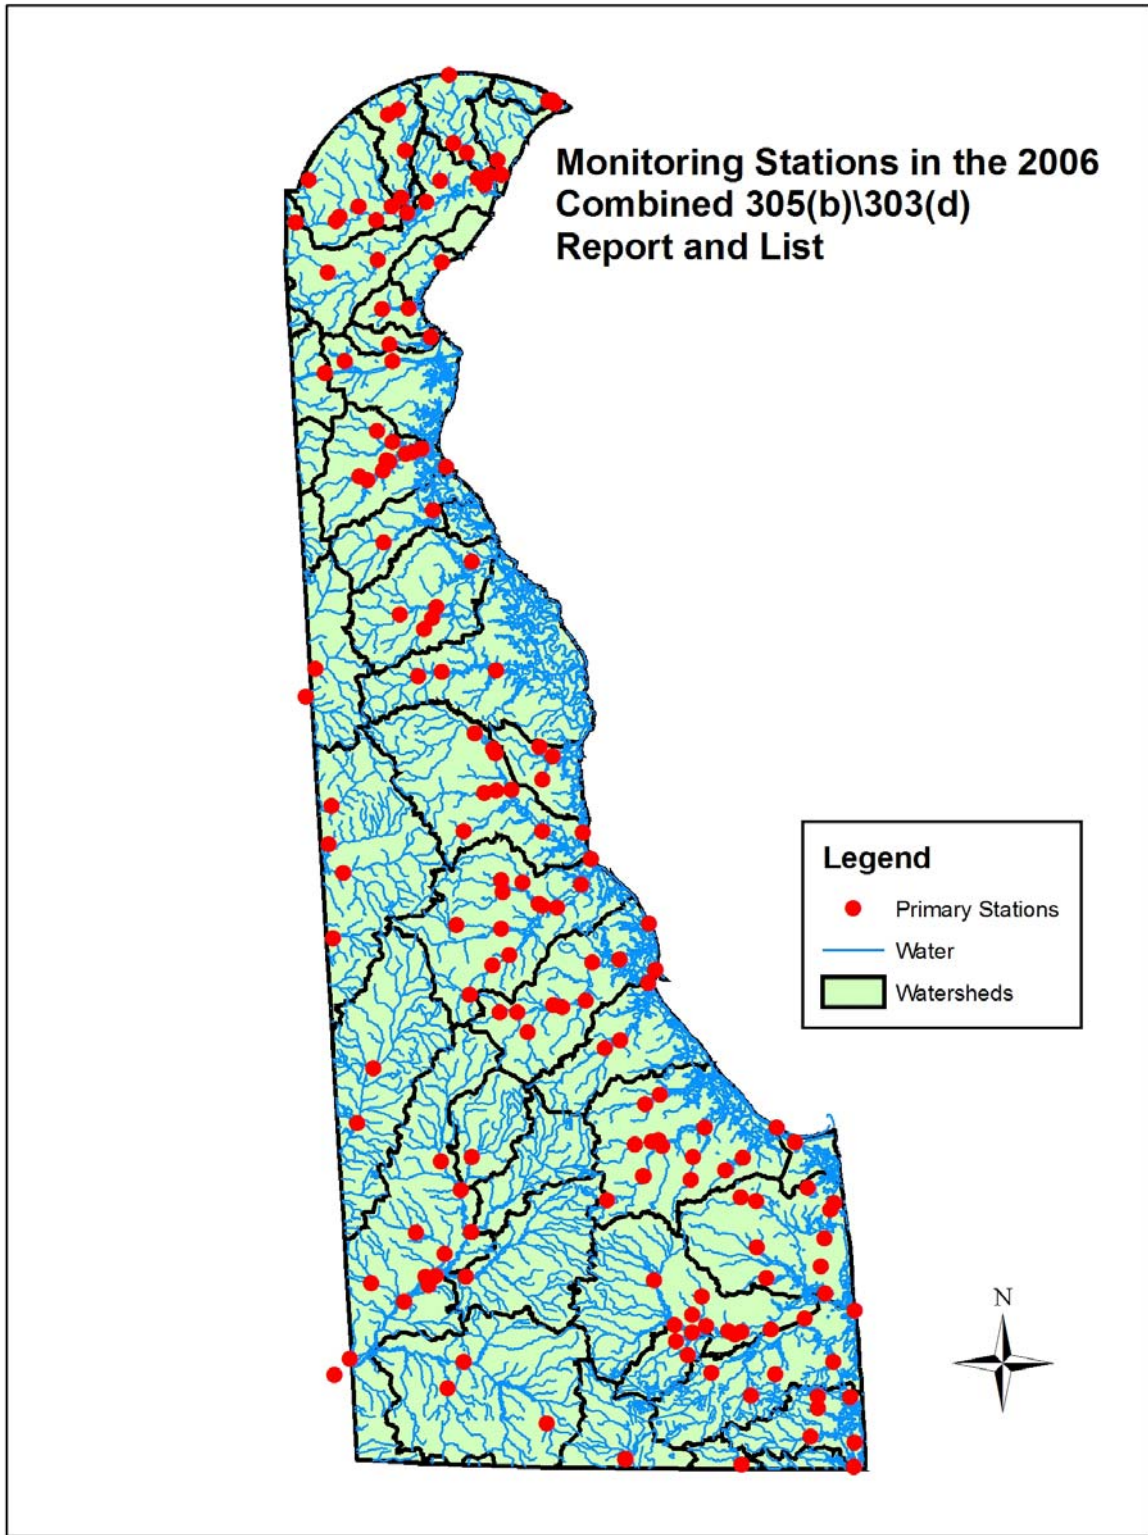 Monitoring Stations in the 2006
Combined 305(b)\303(d)
Report and List
Legend
Primary Stations
Water
Watersheds
N